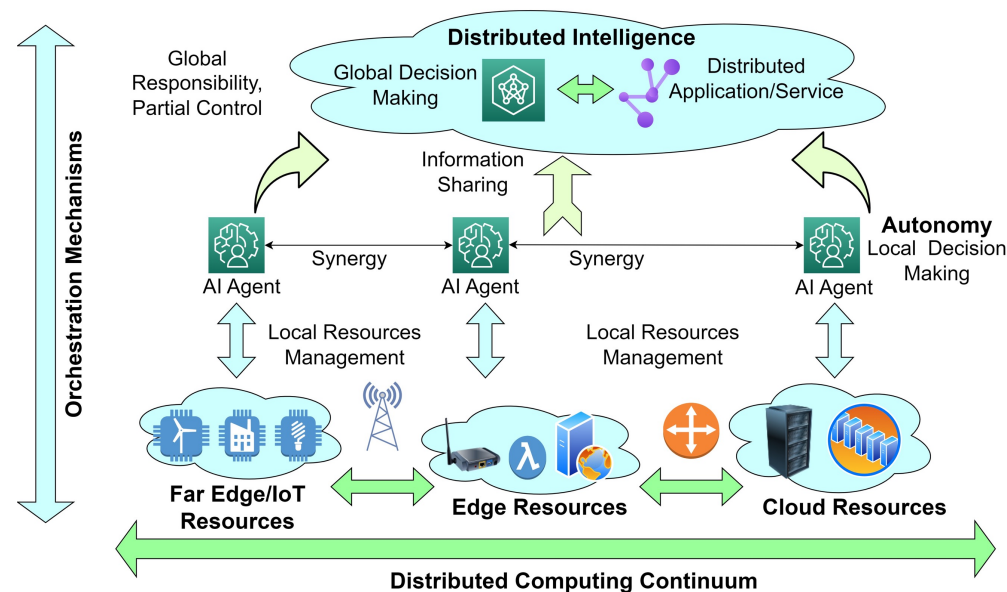 Distributed Intelligence
Global
Responsibility,
Partial Control
Global Decision
Making
Distributed
Application/Service
Information
Sharing
Orchestration Mechanisms
Autonomy
Local Decision
Making
Synergy
Synergy
AI Agent
AI Agent
AI Agent
Local Resources
Management
Local Resources
Management
λ
Far Edge/IoT
Resources
Edge Resources
Cloud Resources
Distributed Computing Continuum